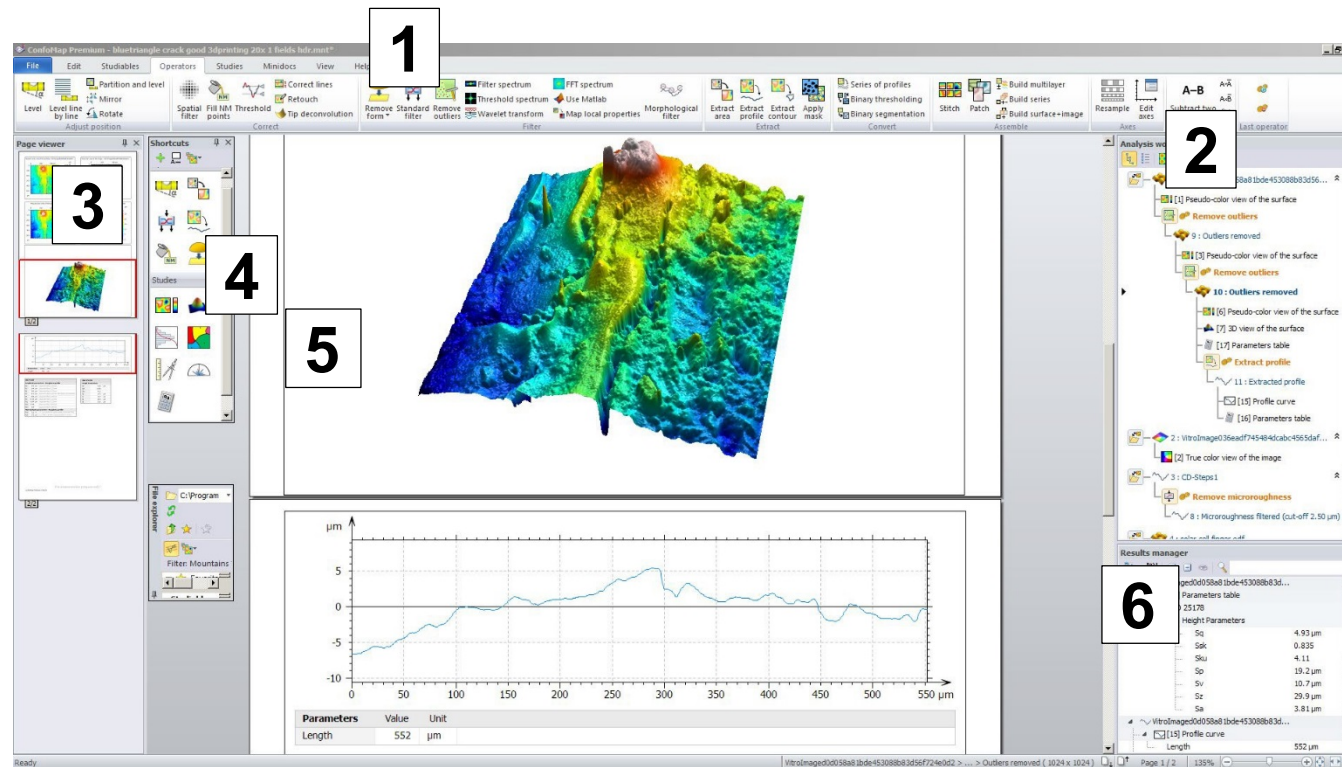 1
ConfoMap Premium - bluetriangle crack good 3dprinting 20x 1 fields hdr.mnt*
File Edit Studiables Operators Studies Minidocs View
Level
Level line by line
Partition and level
Mirror
Rotate
Adjust position
Spatial filter
Fill NM points
Threshold
Correct lines
Retouch
Tip deconvolution
Correct
Remove form
Standard filter
Remove outliers
Filter spectrum
Threshold spectrum
Wavelet transform
FFT spectrum
Use Matlab
Map local properties
Morphological filter
Filter
Extract area
Extract profile
Extract contour
Apply mask
Extract
Series of profiles
Binary thresholding
Binary segmentation
Convert
Stitch
Patch
Build multilayer
Build series
Build surface+image
Assemble
Resample
Edit axes
Axes
A-B
Subtract two
Last operator
Page viewer
3
1/2
2/2
Shortcuts
4
Studies
File explorer
C:\Program
Filter: Mountains
5
μm
5
0
-5
-10
0 50 100 150 200 250 300 350 400 450 500 550 μm
Parameters Value Unit
Length 552 μm
2
[1] Pseudo-color view of the surface
Remove outliers
9 : Outliers removed
[3] Pseudo-color view of the surface
Remove outliers
10 : Outliers removed
[6] Pseudo-color view of the surface
[7] 3D view of the surface
[17] Parameters table
Extract profile
11 : Extracted profile
[15] Profile curve
[16] Parameters table
2 : VitroImage036eadf745484dcabc4565daf...
[2] True color view of the image
3 : CD-Steps1
Remove microroughness
8 : Microroughness filtered (cut-off 2.50 μm)
Results manager
6
Parameters table
25178
Height Parameters
Sq 4.93 μm
Ssk 0.835
Sku 4.11
Sp 19.2 μm
Sv 10.7 μm
Sz 29.9 μm
Sa 3.81 μm
VitroImaged0d058a81bde453088b83d...
[15] Profile curve
Length 552 μm
Ready
VitroImaged0d058a81bde453088b83d56f724e0d2 > ... > Outliers removed ( 1024 x 1024 )
Page 1 / 2
135%